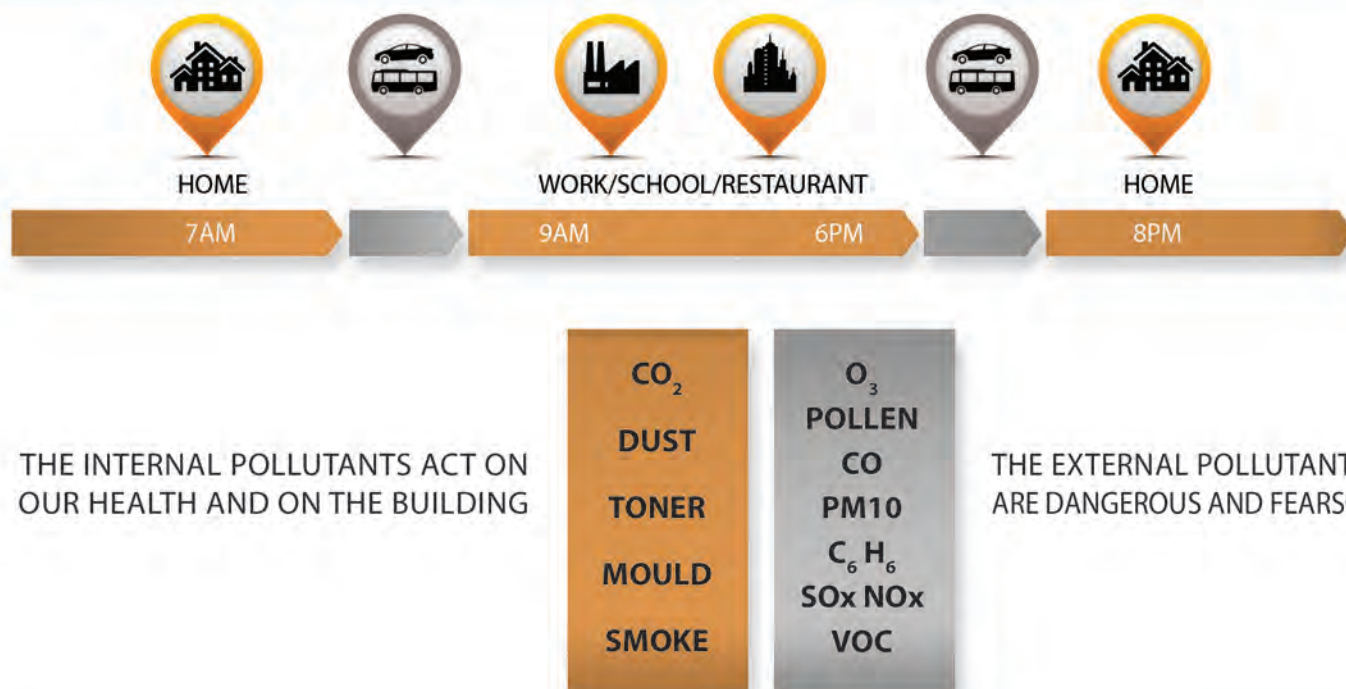 HOME
WORK/SCHOOL/RESTAURANT
HOME
7AM
9AM
6PM
8PM
THE INTERNAL POLLUTANTS ACT ON
OUR HEALTH AND ON THE BUILDING
CO₂
DUST
TONER
MOULD
SMOKE
O₃
POLLEN
CO
PM10
C₆ H₆
SOx NOx
VOC
THE EXTERNAL POLLUTANT
ARE DANGEROUS AND